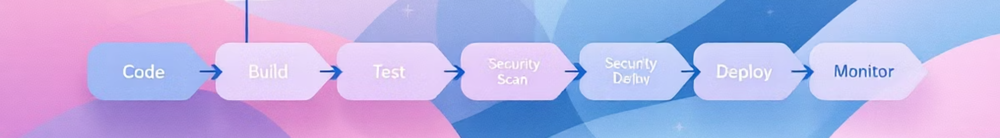 Code
Build
Test
Security
Scan
Security
Deploy
Monitor